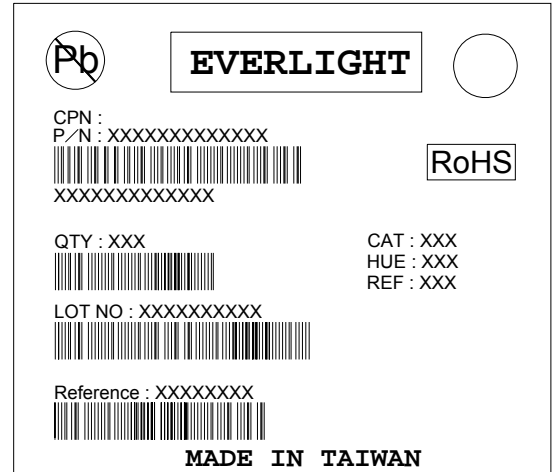 Pb
EVERLIGHT
CPN :
P/N : XXXXXXXXXXXXX
RoHS
XXXXXXXXXXXXX
QTY : XXX
CAT : XXX
HUE : XXX
REF : XXX
LOT NO : XXXXXXXXXX
Reference : XXXXXXXX
MADE IN TAIWAN